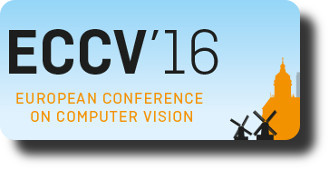 ECCV'16
EUROPEAN CONFERENCE
ON COMPUTER VISION